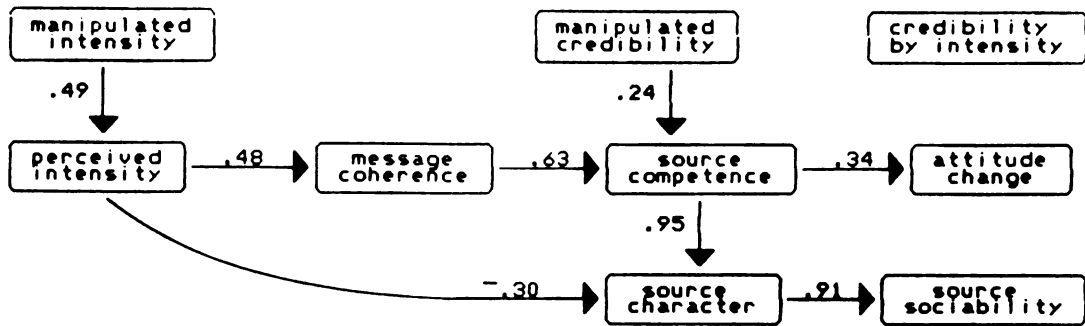 manipulated
intensity
manipulated
credibility
credibility
by intensity
.49
.24
perceived
intensity
.48
message
coherence
.63
source
competence
.34
attitude
change
.95
-.30
source
character
.91
source
sociability